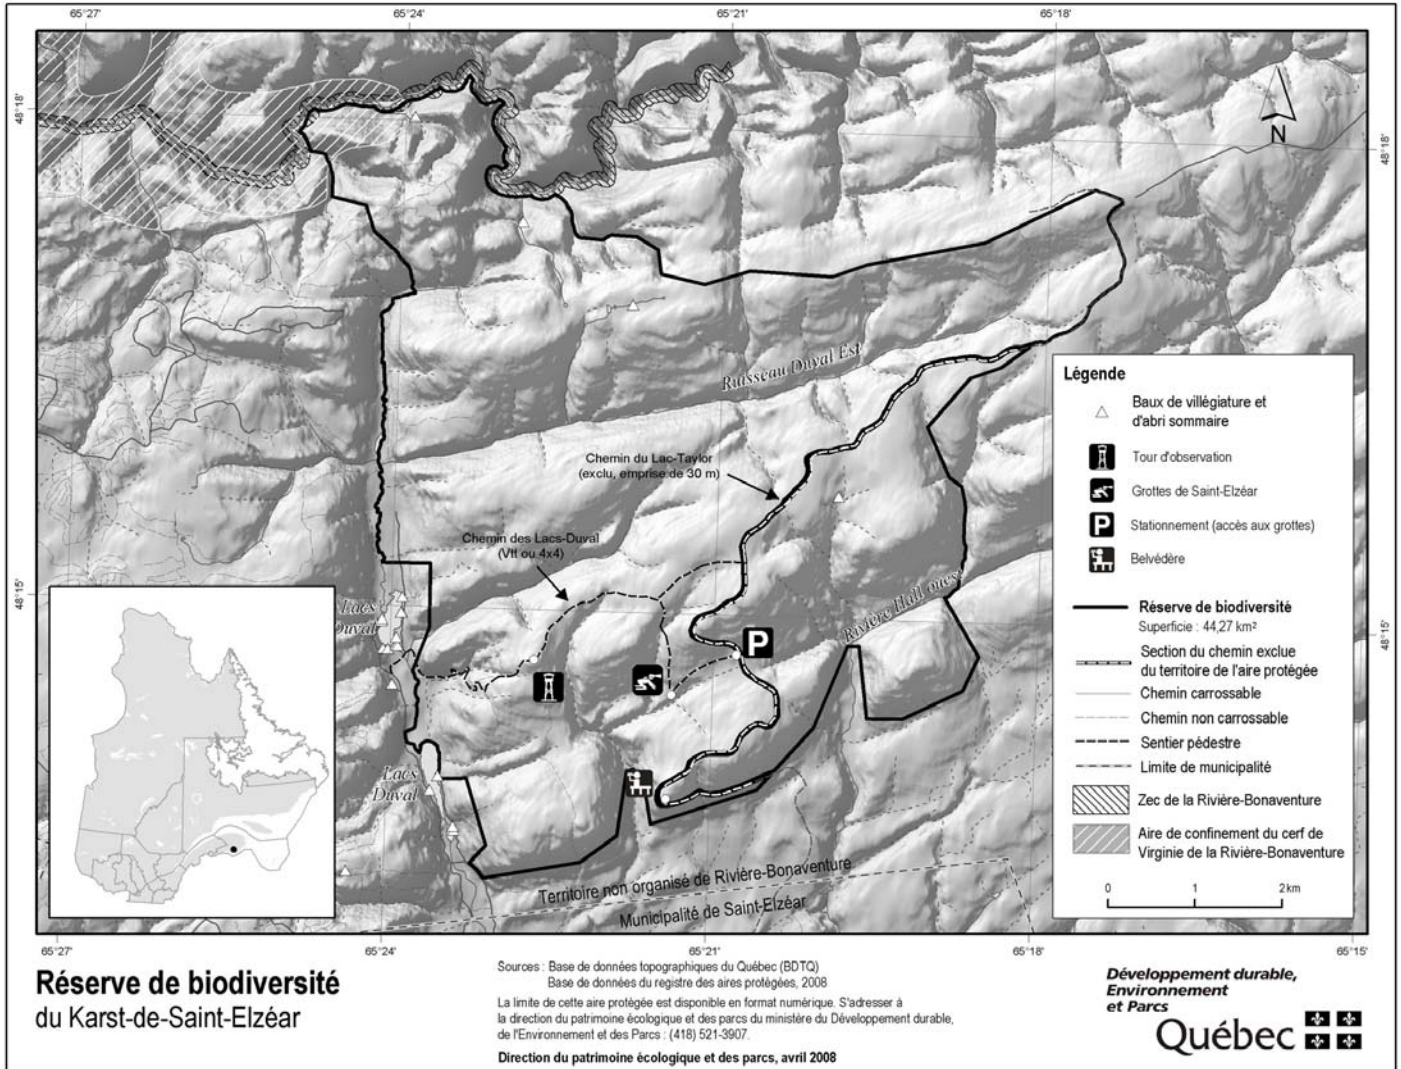 65°27'
65°24'
65°21'
65°18'
48°18'
48°18'
N
Ruisseau Duval Est
Légende
Baux de villégiature et
d'abri sommaire
Tour d'observation
Grottes de Saint-Elzéar
P
Stationnement (accès aux grottes)
Belvédère
Réserve de biodiversité
Superficie : 44,27 km²
Section du chemin exclue
du territoire de l'aire protégée
Chemin carrossable
Chemin non carrossable
Sentier pédestre
Limite de municipalité
Zec de la Rivière-Bonaventure
Aire de confinement du cerf de
Virginie de la Rivière-Bonaventure
0 1 2 km
Chemin du Lac-Taylor
(exclu, emprise de 30 m)
Chemin des Lacs-Duval
(Vtt ou 4x4)
48°15'
48°15'
Lacs
Duval
Rivière Hall ouest
P
Lacs
Duval
Territoire non organisé de Rivière-Bonaventure
Municipalité de Saint-Elzéar
65°27'
65°24'
65°21'
65°18'
65°15'
Réserve de biodiversité
du Karst-de-Saint-Elzéar
Sources : Base de données topographiques du Québec (BDTQ)
Base de données du registre des aires protégées, 2008
La limite de cette aire protégée est disponible en format numérique. S'adresser à
la direction du patrimoine écologique et des parcs du ministère du Développement durable,
de l'Environnement et des Parcs : (418) 521-3907.
Direction du patrimoine écologique et des parcs, avril 2008
Développement durable,
Environnement
et Parcs
Québec